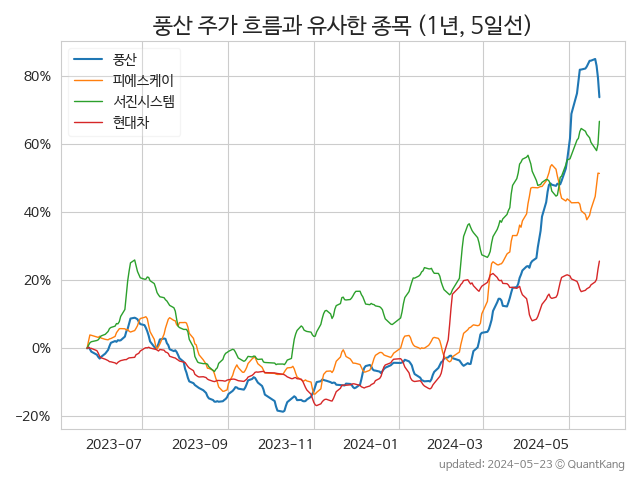 풍산 주가 흐름과 유사한 종목 (1년, 5일선)
풍산
피에스케이
서진시스템
현대차
80%
60%
40%
20%
0%
−20%
2023-07 2023-09 2023-11 2024-01 2024-03 2024-05
updated: 2024-05-23 © QuantKang